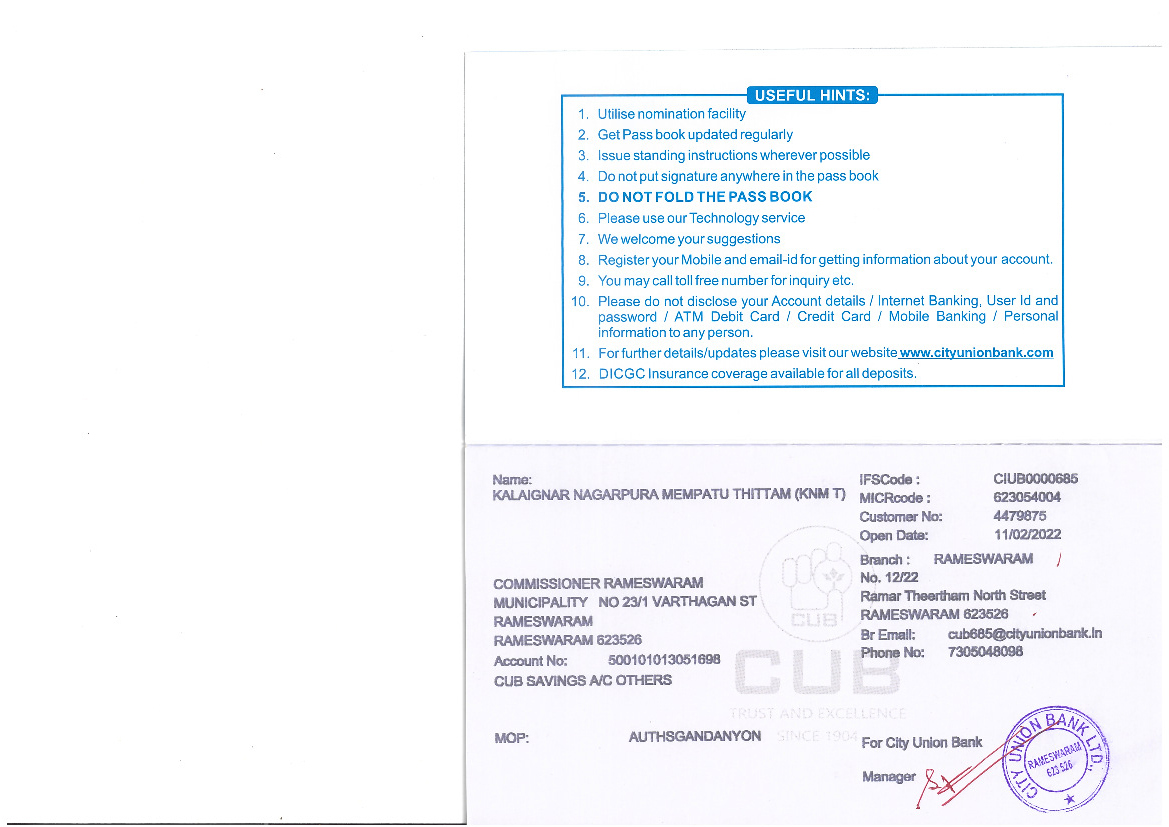 USEFUL HINTS:
1. Utilise nomination facility
2. Get Pass book updated regularly
3. Issue standing instructions wherever possible
4. Do not put signature anywhere in the pass book
5. DO NOT FOLD THE PASS BOOK
6. Please use our Technology service
7. We welcome your suggestions
8. Register your Mobile and email-id for getting information about your account.
9. You may call toll free number for inquiry etc.
10. Please do not disclose your Account details / Internet Banking, User Id and
password / ATM Debit Card / Credit Card / Mobile Banking / Personal
information to any person.
11. For further details/updates please visit our website www.cityunionbank.com
12. DICGC Insurance coverage available for all deposits.
Name:
KALAIGNAR NAGARPURA MEMPATU THITTAM (KNM T)
COMMISSIONER RAMESWARAM
MUNICIPALITY NO 23/1 VARTHAGAN ST
RAMESWARAM
RAMESWARAM 623526
Account No: 500101013051698
CUB SAVINGS A/C OTHERS
MOP: AUTHSGANDANYON
IFSCode : CIUB0000685
MICRcode : 623054004
Customer No: 4479875
Open Date: 11/02/2022
Branch : RAMESWARAM
No. 12/22
Ramar Theertham North Street
RAMESWARAM 623526
Br Email: cub685@cityunionbank.in
Phone No: 7305048098
CUB
CUB
TRUST AND EXCELLENCE
SINCE 1904
For City Union Bank
Manager
CITY UNION BANK LTD.,
RAMESWARAM
623 526